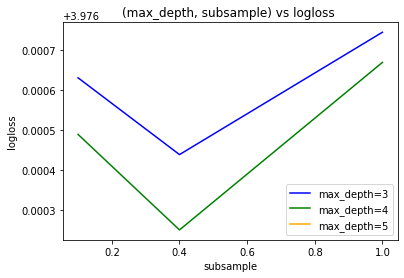 (max_depth, subsample) vs logloss
+3.976
0.0007
0.0006
0.0005
0.0004
0.0003
logloss
max_depth=3
max_depth=4
max_depth=5
0.2
0.4
0.6
0.8
1.0
subsample